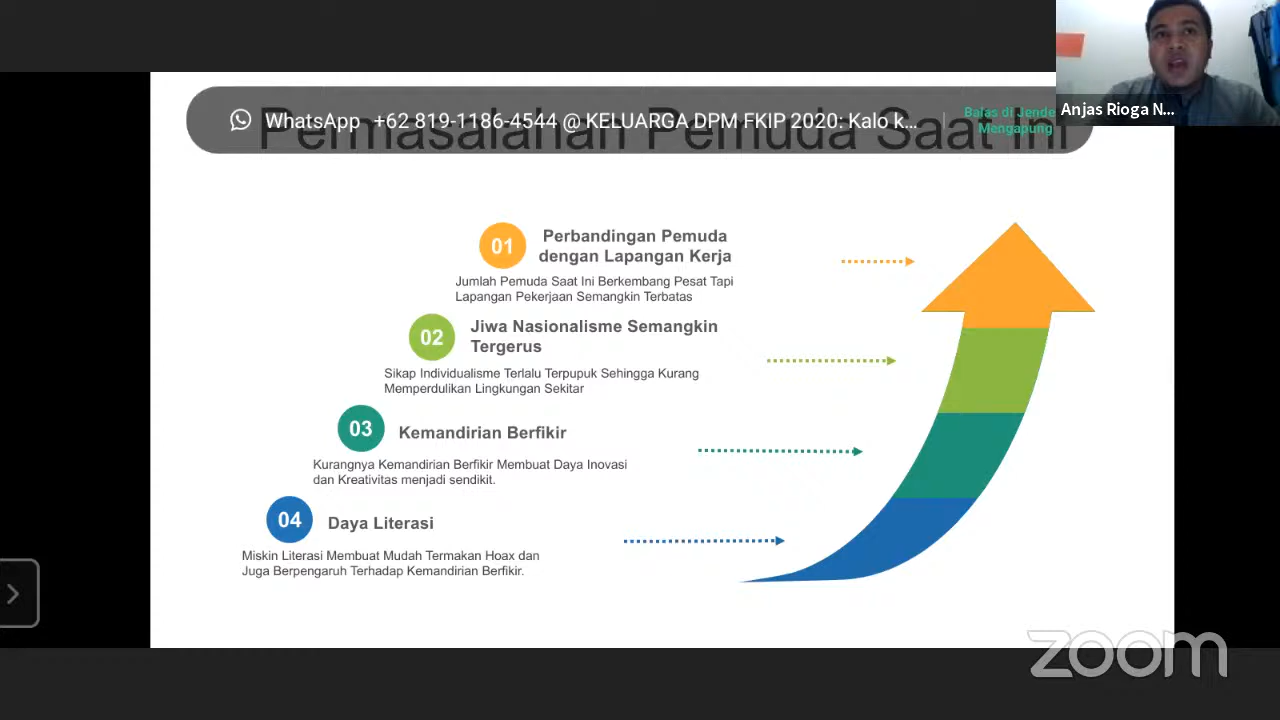 Permasalahan Pemuda Saat Ini
WhatsApp +62 819-1186-4544 @ KELUARGA DPM FKIP 2020: Kalo k...
Balas di Jende
Mengapung
Anjas Rioga N...
01
Perbandingan Pemuda
dengan Lapangan Kerja
Jumlah Pemuda Saat Ini Berkembang Pesat Tapi
Lapangan Pekerjaan Semangkin Terbatas
02
Jiwa Nasionalisme Semangkin
Tergerus
Sikap Individualisme Terlalu Terpupuk Sehingga Kurang
Memperdulikan Lingkungan Sekitar
03
Kemandirian Berfikir
Kurangnya Kemandirian Berfikir Membuat Daya Inovasi
dan Kreativitas menjadi sendikit.
04
Daya Literasi
Miskin Literasi Membuat Mudah Termakan Hoax dan
Juga Berpengaruh Terhadap Kemandirian Berfikir.
zoom